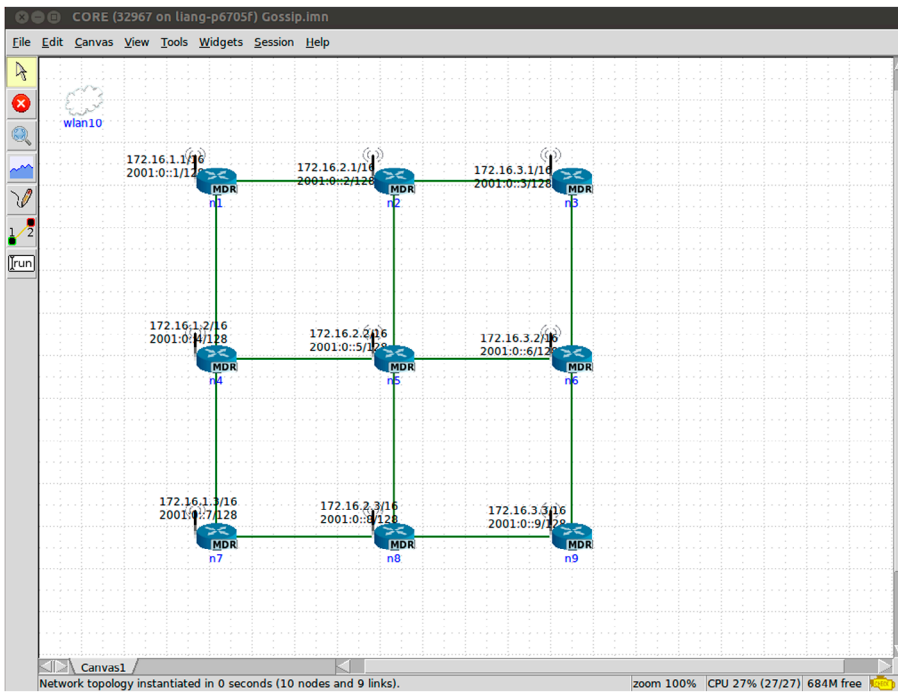 CORE (32967 on liang-p6705f) Gossip.imn
File Edit Canvas View Tools Widgets Session Help
wlan10
172.16.1.1/16
2001:0::1/128
MDR
n1
172.16.2.1/16
2001:0::2/128
MDR
n2
172.16.3.1/16
2001:0::3/128
MDR
n3
172.16.1.2/16
2001:0::4/128
MDR
n4
172.16.2.2/16
2001:0::5/128
MDR
n5
172.16.3.2/16
2001:0::6/128
MDR
n6
172.16.1.3/16
2001:0::7/128
MDR
n7
172.16.2.3/16
2001:0::8/128
MDR
n8
172.16.3.3/16
2001:0::9/128
MDR
n9
1 2
run
Canvas1
Network topology instantiated in 0 seconds (10 nodes and 9 links).
zoom 100% CPU 27% (27/27) 684M free